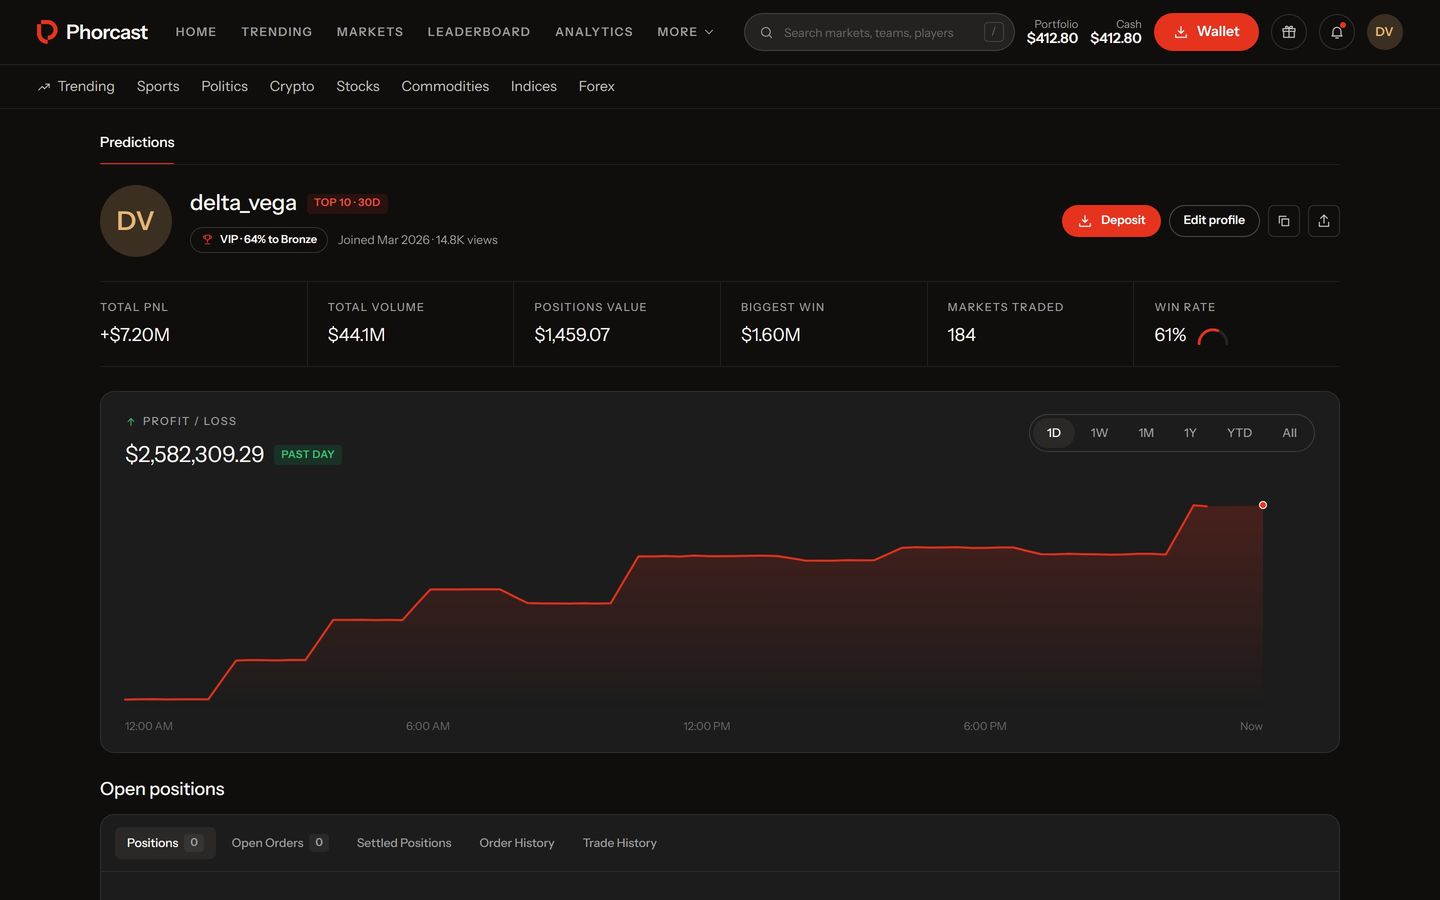 Phorcast
HOME TRENDING MARKETS LEADERBOARD ANALYTICS MORE
Search markets, teams, players /
Portfolio Cash
$412.80 $412.80
Wallet
DV
Trending Sports Politics Crypto Stocks Commodities Indices Forex
Predictions
DV
delta_vega TOP 10 · 30D
VIP · 64% to Bronze Joined Mar 2026 · 14.8K views
Deposit Edit profile
TOTAL PNL TOTAL VOLUME POSITIONS VALUE BIGGEST WIN MARKETS TRADED WIN RATE
+$7.20M $44.1M $1,459.07 $1.60M 184 61%
PROFIT / LOSS
$2,582,309.29 PAST DAY
1D 1W 1M 1Y YTD All
12:00 AM 6:00 AM 12:00 PM 6:00 PM Now
Open positions
Positions 0 Open Orders 0 Settled Positions Order History Trade History